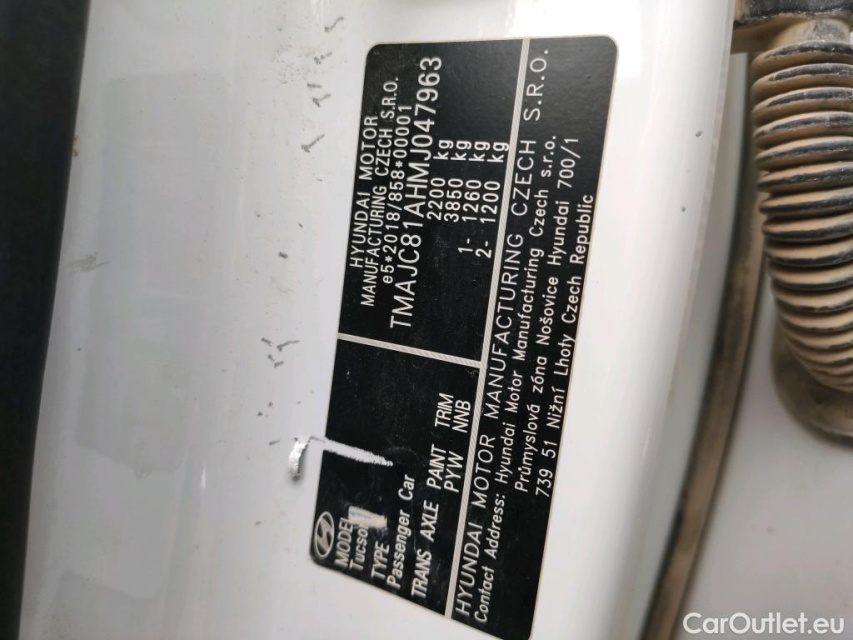 HYUNDAI MOTOR
MANUFACTURING CZECH S.R.O.
e5*2018/858*00001
TMAJC81AHMJ047963
2200 kg
3850 kg
1- 1260 kg
2- 1200 kg
MODEL
Tucson
TYPE
Passenger Car
TRANS AXLE PAINT TRIM
PYW NNB
HYUNDAI MOTOR MANUFACTURING CZECH S.R.O.
Contact Address: Hyundai Motor Manufacturing Czech s.r.o.
Průmyslová zóna Nošovice Hyundai 700/1
739 51 Nižní Lhoty Czech Republic
CarOutlet.eu